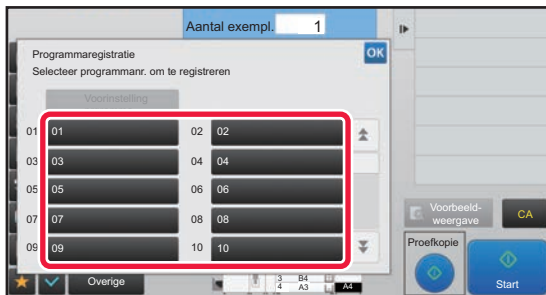 Aantal exempl. 1
OK
Programmaregistratie
Selecteer programmanr. om te registreren
Voorinstelling
01 01 02 02
03 03 04 04
05 05 06 06
07 07 08 08
09 09 10 10
Voorbeeld-
weergave
CA
Proefkopie
Start
Overige
3 B4
4 A3
A4